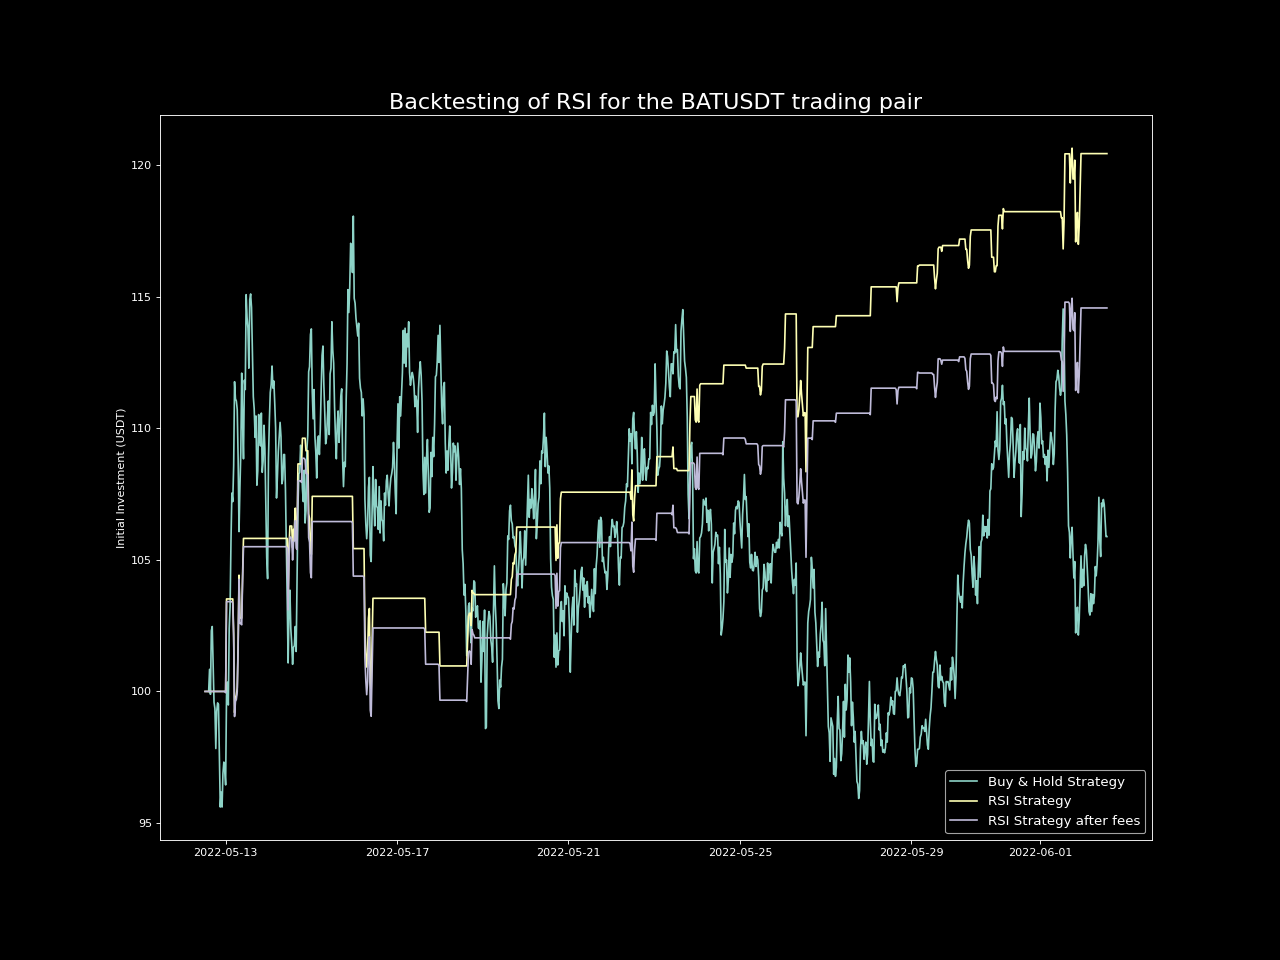 Backtesting of RSI for the BATUSDT trading pair
Initial Investment (USDT)
120
115
110
105
100
95
2022-05-13
2022-05-17
2022-05-21
2022-05-25
2022-05-29
2022-06-01
Buy & Hold Strategy
RSI Strategy
RSI Strategy after fees